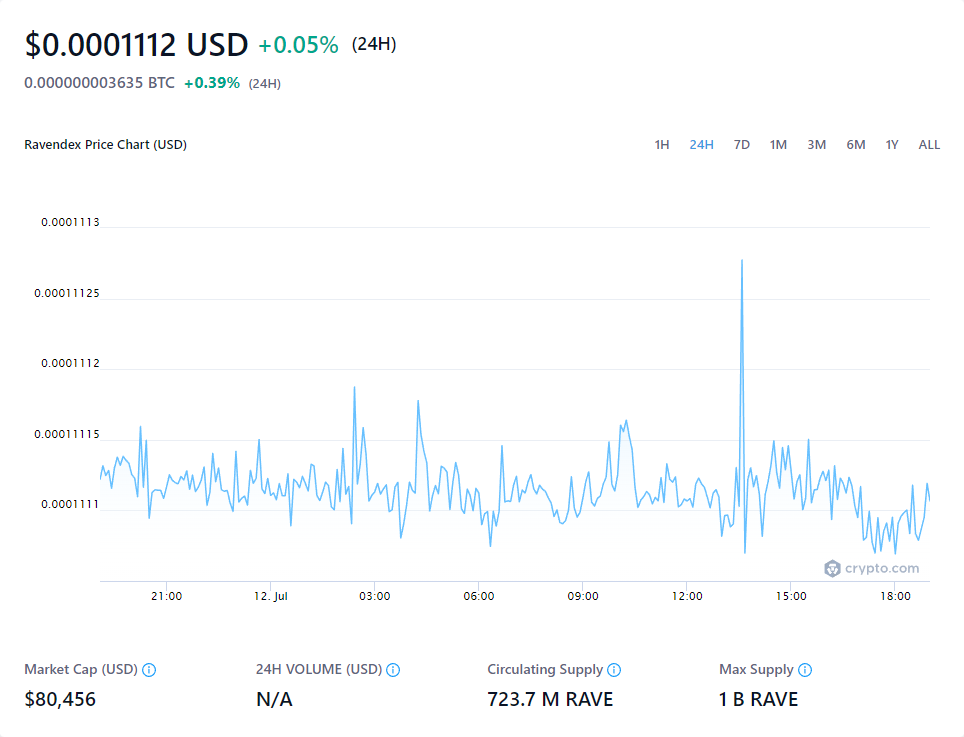 $0.0001112 USD +0.05% (24H)
0.000000003635 BTC +0.39% (24H)
Ravendex Price Chart (USD) 1H 24H 7D 1M 3M 6M 1Y ALL
0.0001113
0.00011125
0.0001112
0.00011115
0.0001111
crypto.com
21:00 12. Jul 03:00 06:00 09:00 12:00 15:00 18:00
Market Cap (USD) 24H VOLUME (USD) Circulating Supply Max Supply
$80,456 N/A 723.7 M RAVE 1 B RAVE